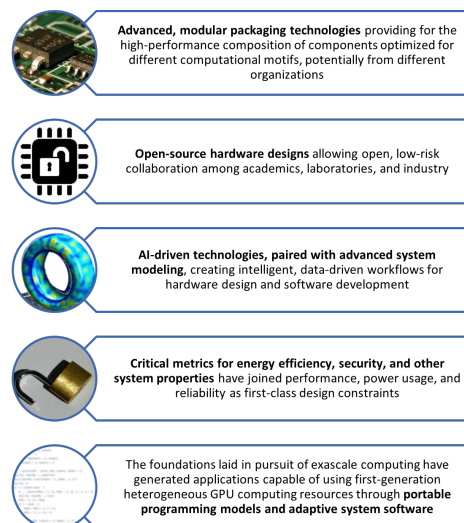 Advanced, modular packaging technologies providing for the
high-performance composition of components optimized for
different computational motifs, potentially from different
organizations
Open-source hardware designs allowing open, low-risk
collaboration among academics, laboratories, and industry
AI-driven technologies, paired with advanced system
modeling, creating intelligent, data-driven workflows for
hardware design and software development
Critical metrics for energy efficiency, security, and other
system properties have joined performance, power usage, and
reliability as first-class design constraints
The foundations laid in pursuit of exascale computing have
generated applications capable of using first-generation
heterogeneous GPU computing resources through portable
programming models and adaptive system software